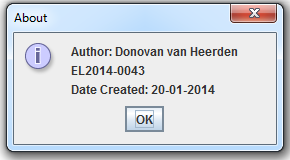 About
Author: Donovan van Heerden
EL2014-0043
Date Created: 20-01-2014
OK